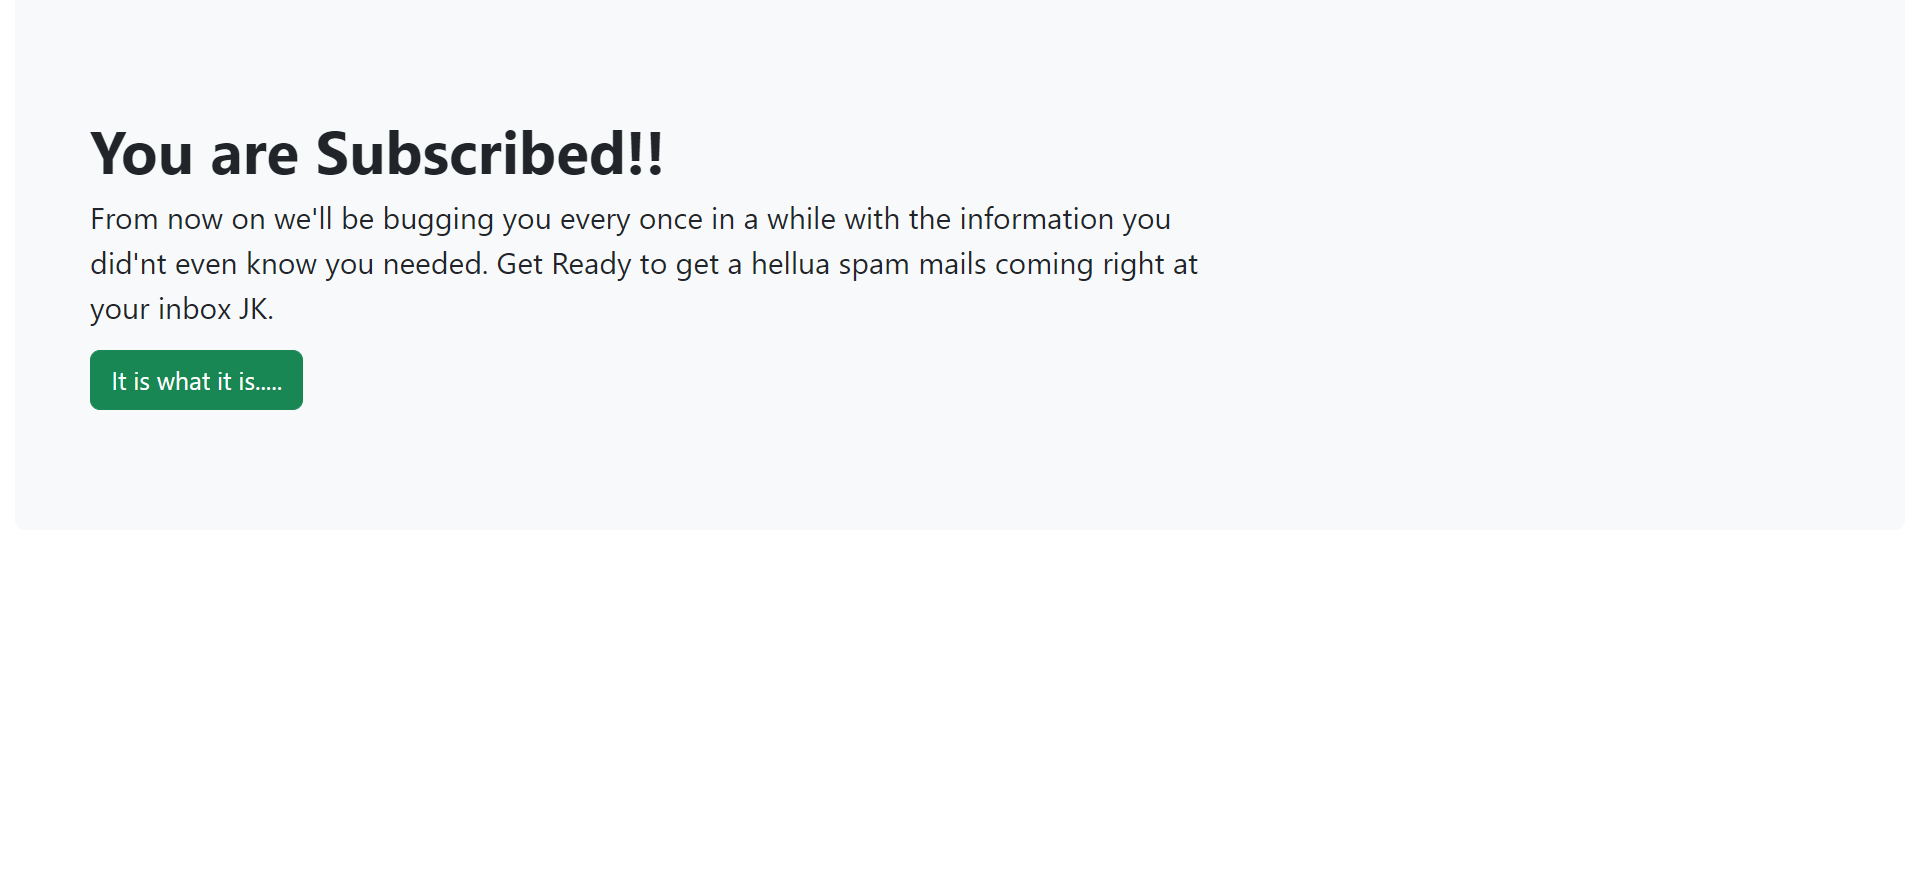 You are Subscribed!!
From now on we'll be bugging you every once in a while with the information you
did'nt even know you needed. Get Ready to get a hellua spam mails coming right at
your inbox JK.
It is what it is.....